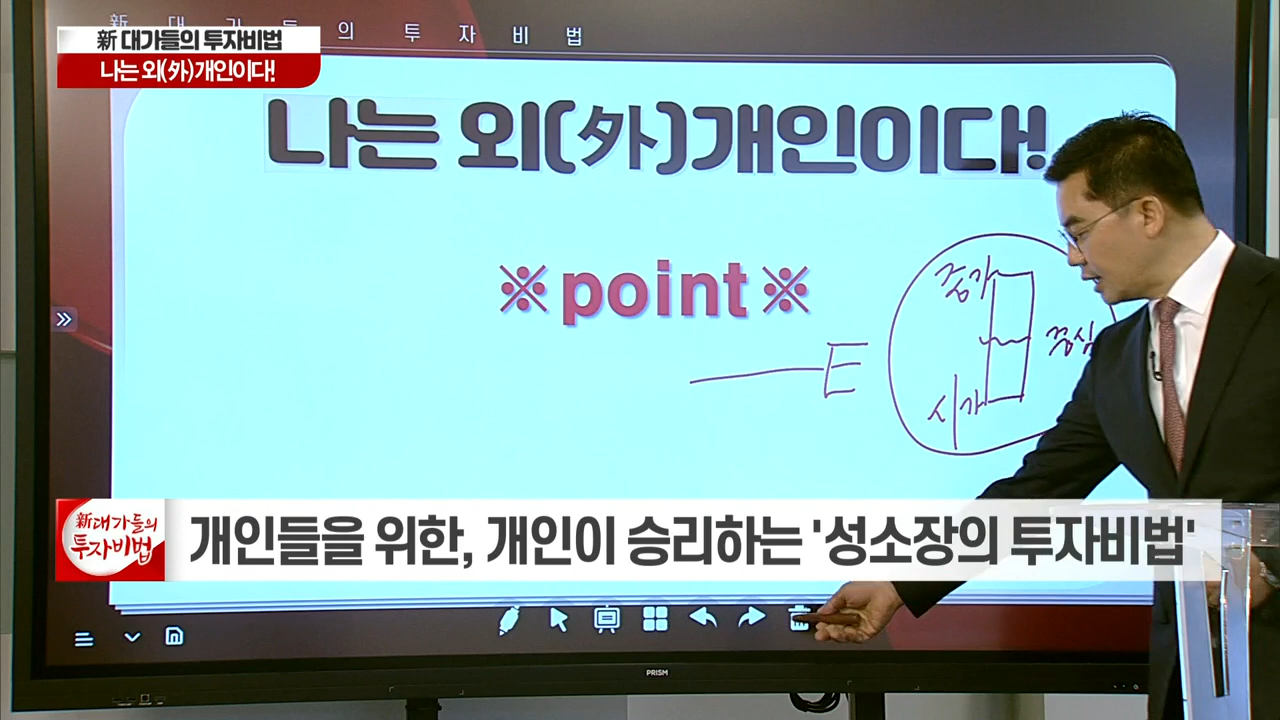 新 대가들의 투자비법
新 대가들의 투자비법
나는 외(外)개인이다!
나는 외(外)개인이다!
※point※
종가
중심
E
시가
新대가들의
투자비법
개인들을 위한, 개인이 승리하는 '성소장의 투자비법'
PRISM